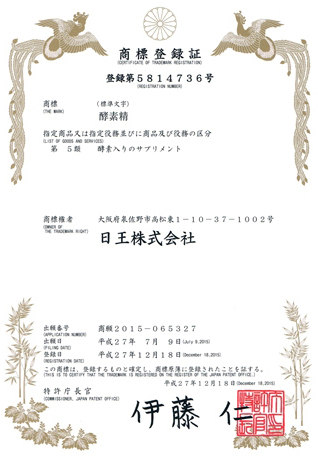 商標登録証
(CERTIFICATE OF TRADEMARK REGISTRATION)
登録第5814736号
(REGISTRATION NUMBER)
商標 (標準文字)
(THE MARK)
酵素精
指定商品又は指定役務並びに商品及び役務の区分
(LIST OF GOODS AND SERVICES)
第 5類 酵素入りのサプリメント
商標権者 大阪府泉佐野市高松東1-10-37-1002号
(OWNER OF THE TRADEMARK RIGHT)
日王株式会社
出願番号 商願2015-065327
(APPLICATION NUMBER)
出願日 平成27年 7月 9日(July 9,2015)
(FILING DATE)
登録日 平成27年12月18日(December 18,2015)
(REGISTRATION DATE)
この商標は、登録するものと確定し、商標原簿に登録されたことを証する。
(THIS IS TO CERTIFY THAT THE TRADEMARK IS REGISTERED ON THE REGISTER OF THE JAPAN PATENT OFFICE.)
平成27年12月18日(December 18,2015)
特許庁長官
(COMMISSIONER, JAPAN PATENT OFFICE)
伊藤 仁